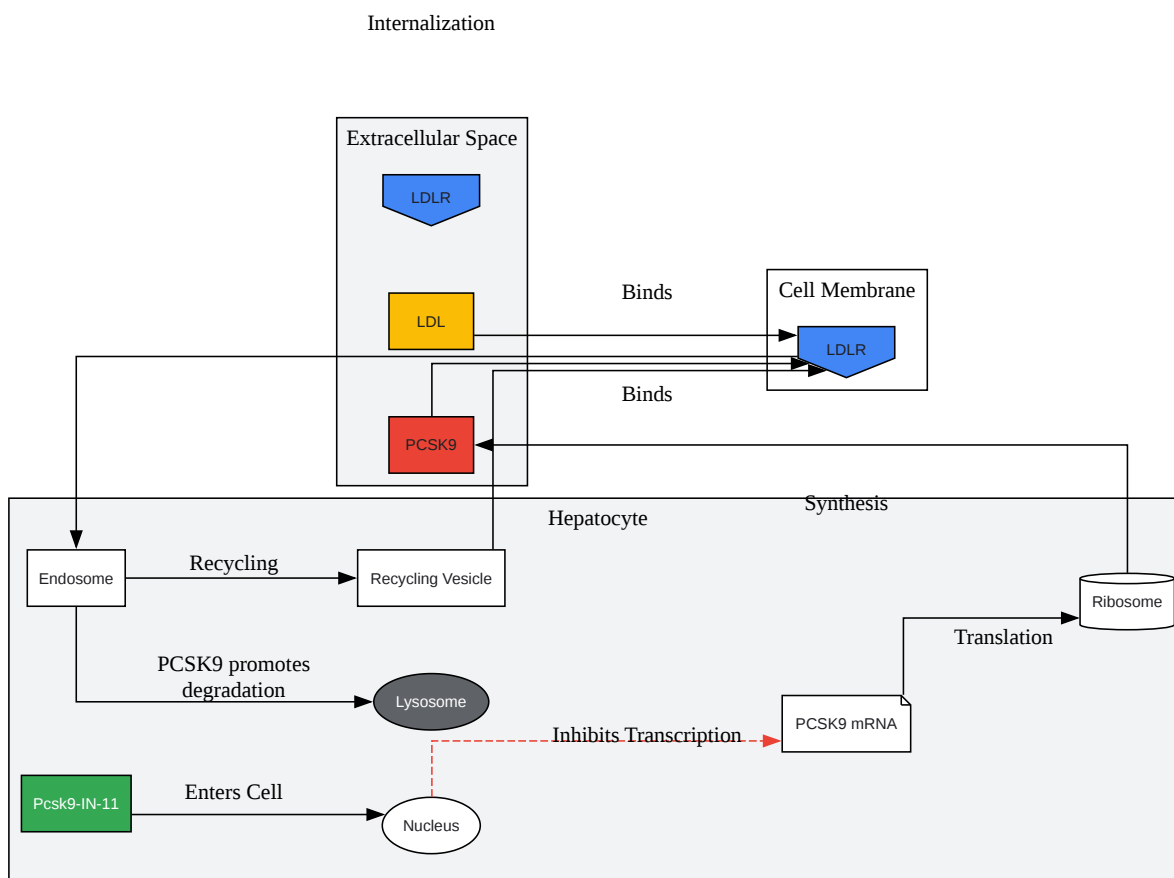 Internalization
Extracellular Space
LDLR
LDL
PCSK9
Binds
Binds
Cell Membrane
LDLR
Synthesis
Hepatocyte
Endosome
Recycling
Recycling Vesicle
Ribosome
Translation
PCSK9 promotes
degradation
Lysosome
PCSK9 mRNA
Inhibits Transcription
Pcsk9-IN-11
Enters Cell
Nucleus